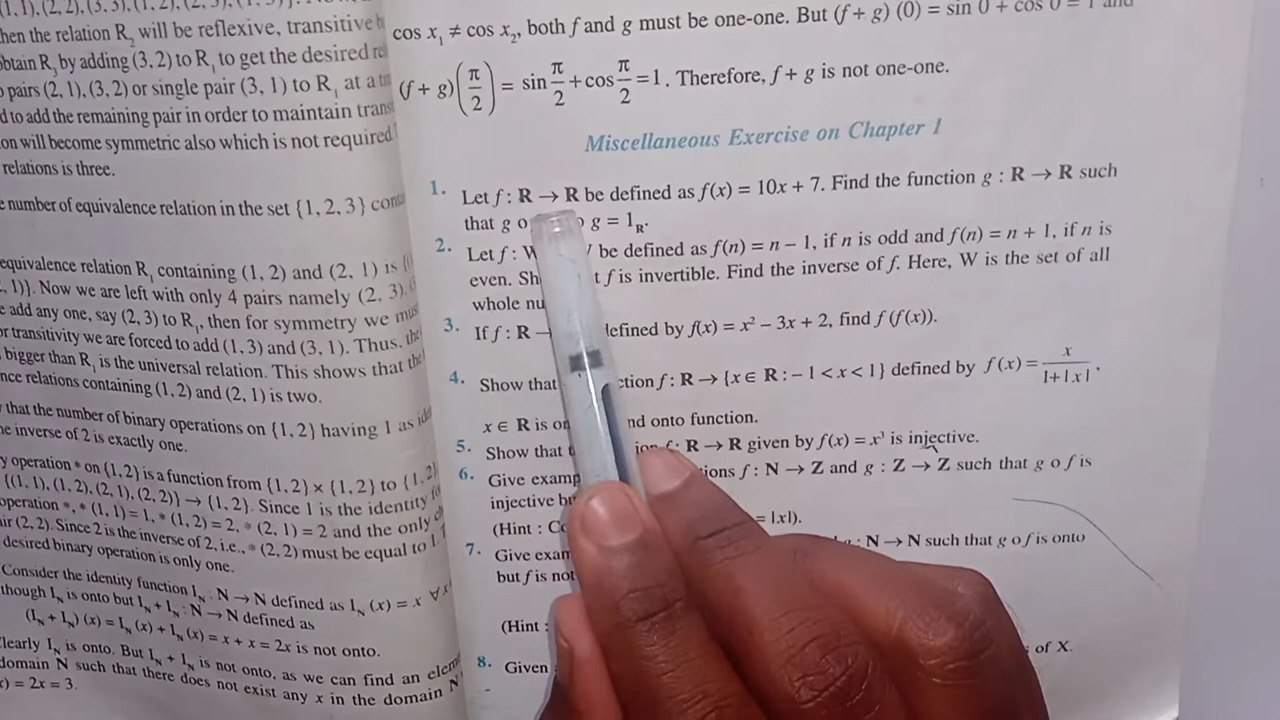 (1, 1), (2, 2), (3, 3), (1, 2), (2, 3), (1, 3)}. Now,
hen the relation R₂ will be reflexive, transitive
obtain R₃ by adding (3, 2) to R₁ to get the desired
pairs (2, 1), (3, 2) or single pair (3, 1) to R₁ at a
d to add the remaining pair in order to maintain
on will become symmetric also which is not required.
relations is three.
e number of equivalence relation in the set {1, 2, 3}
equivalence relation R₁ containing (1, 2) and (2, 1) is
, 1)}. Now we are left with only 4 pairs namely (2, 3),
e add any one, say (2, 3) to R₁, then for symmetry we
or transitivity we are forced to add (1, 3) and (3, 1). Thus,
bigger than R₁ is the universal relation. This shows that
nce relations containing (1, 2) and (2, 1) is two.
that the number of binary operations on {1, 2} having 1 as
e inverse of 2 is exactly one.
y operation * on {1, 2} is a function from {1, 2} × {1, 2} to {1, 2}
{(1, 1), (1, 2), (2, 1), (2, 2)} → {1, 2}. Since 1 is the identity
operation *, * (1, 1) = 1, * (1, 2) = 2, * (2, 1) = 2 and the only
air (2, 2). Since 2 is the inverse of 2, i.e., * (2, 2) must be equal to 1.
desired binary operation is only one.
Consider the identity function I_N : N → N defined as I_N (x) = x ∀ x
though I_N is onto but I_N + I_N : N → N defined as
(I_N + I_N) (x) = I_N (x) + I_N (x) = x + x = 2x is not onto.
Clearly I_N is onto. But I_N + I_N is not onto, as we can find an
domain N such that there does not exist any x in the domain N
) = 2x = 3.
cos x₁ ≠ cos x₂, both f and g must be one-one. But (f + g) (0) = sin 0 + cos 0 = 1 and
(f + g)(π/2) = sin π/2 + cos π/2 = 1. Therefore, f + g is not one-one.
Miscellaneous Exercise on Chapter 1
1. Let f : R → R be defined as f(x) = 10x + 7. Find the function g : R → R such
that g o g = 1_R.
2. Let f : W be defined as f(n) = n – 1, if n is odd and f(n) = n + 1, if n is
even. f is invertible. Find the inverse of f. Here, W is the set of all
whole
3. If f : R → defined by f(x) = x² – 3x + 2, find f (f(x)).
4. Show that f : R → {x ∈ R : – 1 < x < 1} defined by f(x) = x/(1+|x|),
x ∈ R is nd onto function.
5. Show that f : R → R given by f(x) = x³ is injective.
6. Give f : N → Z and g : Z → Z such that g o f is
injective
(Hint : = |x|).
7. Give : N → N such that g o f is onto
but f is not
(Hint :
8. Given of X.